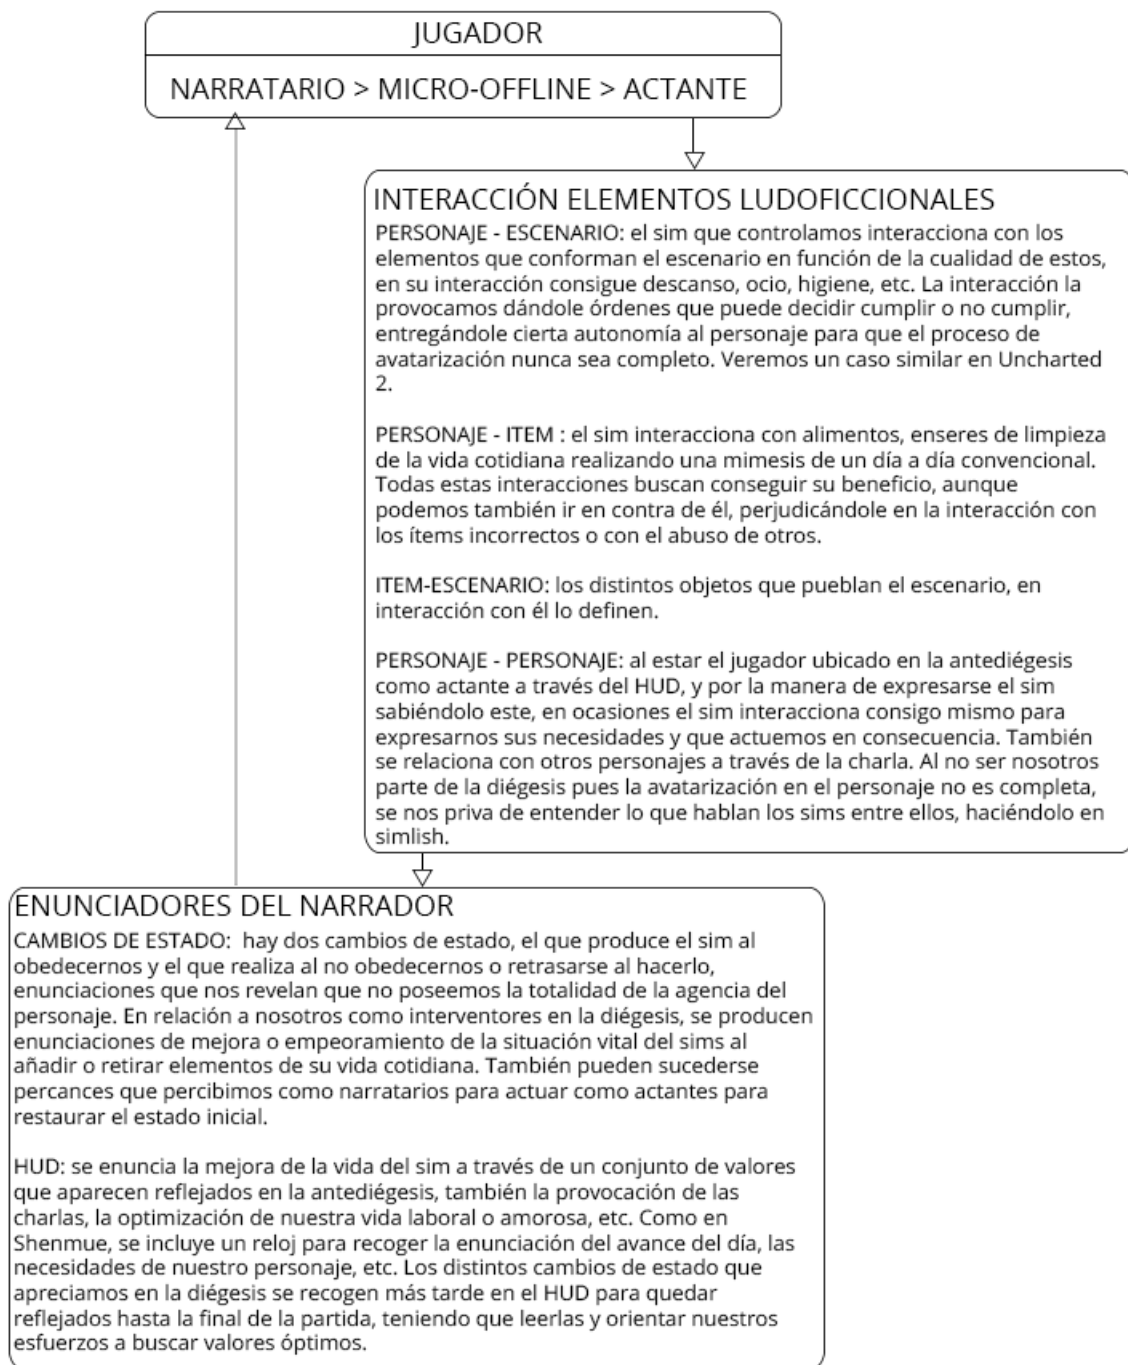 JUGADOR
NARRATARIO > MICRO-OFFLINE > ACTANTE
INTERACCIÓN ELEMENTOS LUDOFICCIONALES
PERSONAJE - ESCENARIO: el sim que controlamos interacciona con los
elementos que conforman el escenario en función de la cualidad de estos,
en su interacción consigue descanso, ocio, higiene, etc. La interacción la
provocamos dándole órdenes que puede decidir cumplir o no cumplir,
entregándole cierta autonomía al personaje para que el proceso de
avatarización nunca sea completo. Veremos un caso similar en Uncharted
2.
PERSONAJE - ITEM : el sim interacciona con alimentos, enseres de limpieza
de la vida cotidiana realizando una mimesis de un día a día convencional.
Todas estas interacciones buscan conseguir su beneficio, aunque
podemos también ir en contra de él, perjudicándole en la interacción con
los ítems incorrectos o con el abuso de otros.
ITEM-ESCENARIO: los distintos objetos que pueblan el escenario, en
interacción con él lo definen.
PERSONAJE - PERSONAJE: al estar el jugador ubicado en la antediégesis
como actante a través del HUD, y por la manera de expresarse el sim
sabiéndolo este, en ocasiones el sim interacciona consigo mismo para
expresarnos sus necesidades y que actuemos en consecuencia. También
se relaciona con otros personajes a través de la charla. Al no ser nosotros
parte de la diégesis pues la avatarización en el personaje no es completa,
se nos priva de entender lo que hablan los sims entre ellos, haciéndolo en
simlish.
ENUNCIADORES DEL NARRADOR
CAMBIOS DE ESTADO:  hay dos cambios de estado, el que produce el sim al
obedecernos y el que realiza al no obedecernos o retrasarse al hacerlo,
enunciaciones que nos revelan que no poseemos la totalidad de la agencia del
personaje. En relación a nosotros como interventores en la diégesis, se producen
enunciaciones de mejora o empeoramiento de la situación vital del sims al
añadir o retirar elementos de su vida cotidiana. También pueden sucederse
percances que percibimos como narratarios para actuar como actantes para
restaurar el estado inicial.
HUD: se enuncia la mejora de la vida del sim a través de un conjunto de valores
que aparecen reflejados en la antediégesis, también la provocación de las
charlas, la optimización de nuestra vida laboral o amorosa, etc. Como en
Shenmue, se incluye un reloj para recoger la enunciación del avance del día, las
necesidades de nuestro personaje, etc. Los distintos cambios de estado que
apreciamos en la diégesis se recogen más tarde en el HUD para quedar
reflejados hasta la final de la partida, teniendo que leerlas y orientar nuestros
esfuerzos a buscar valores óptimos.